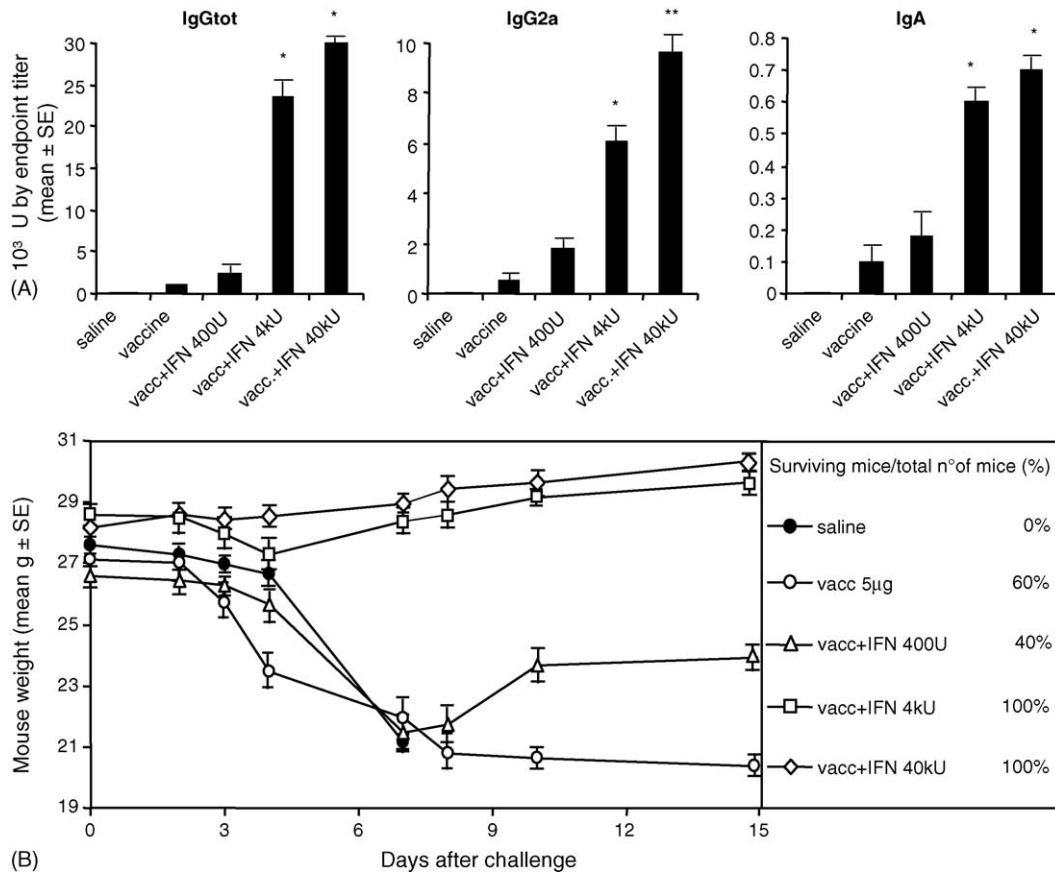 IgGtot
IgG2a
IgA
10³ U by endpoint titer
(mean ± SE)
30
25
20
15
10
5
0
*
*
saline
vaccine
vacc+IFN 400U
vacc+IFN 4kU
vacc.+IFN 40kU
10
8
6
4
2
0
*
**
saline
vaccine
vacc+IFN 400U
vacc+IFN 4kU
vacc.+IFN 40kU
0.8
0.7
0.6
0.5
0.4
0.3
0.2
0.1
0
*
*
saline
vaccine
vacc+IFN 400U
vacc+IFN 4kU
vacc.+IFN 40kU
(A)
Mouse weight (mean g ± SE)
31
29
27
25
23
21
19
0
3
6
9
12
15
Days after challenge
Surviving mice/total n°of mice (%)
saline 0%
vacc 5µg 60%
vacc+IFN 400U 40%
vacc+IFN 4kU 100%
vacc+IFN 40kU 100%
(B)